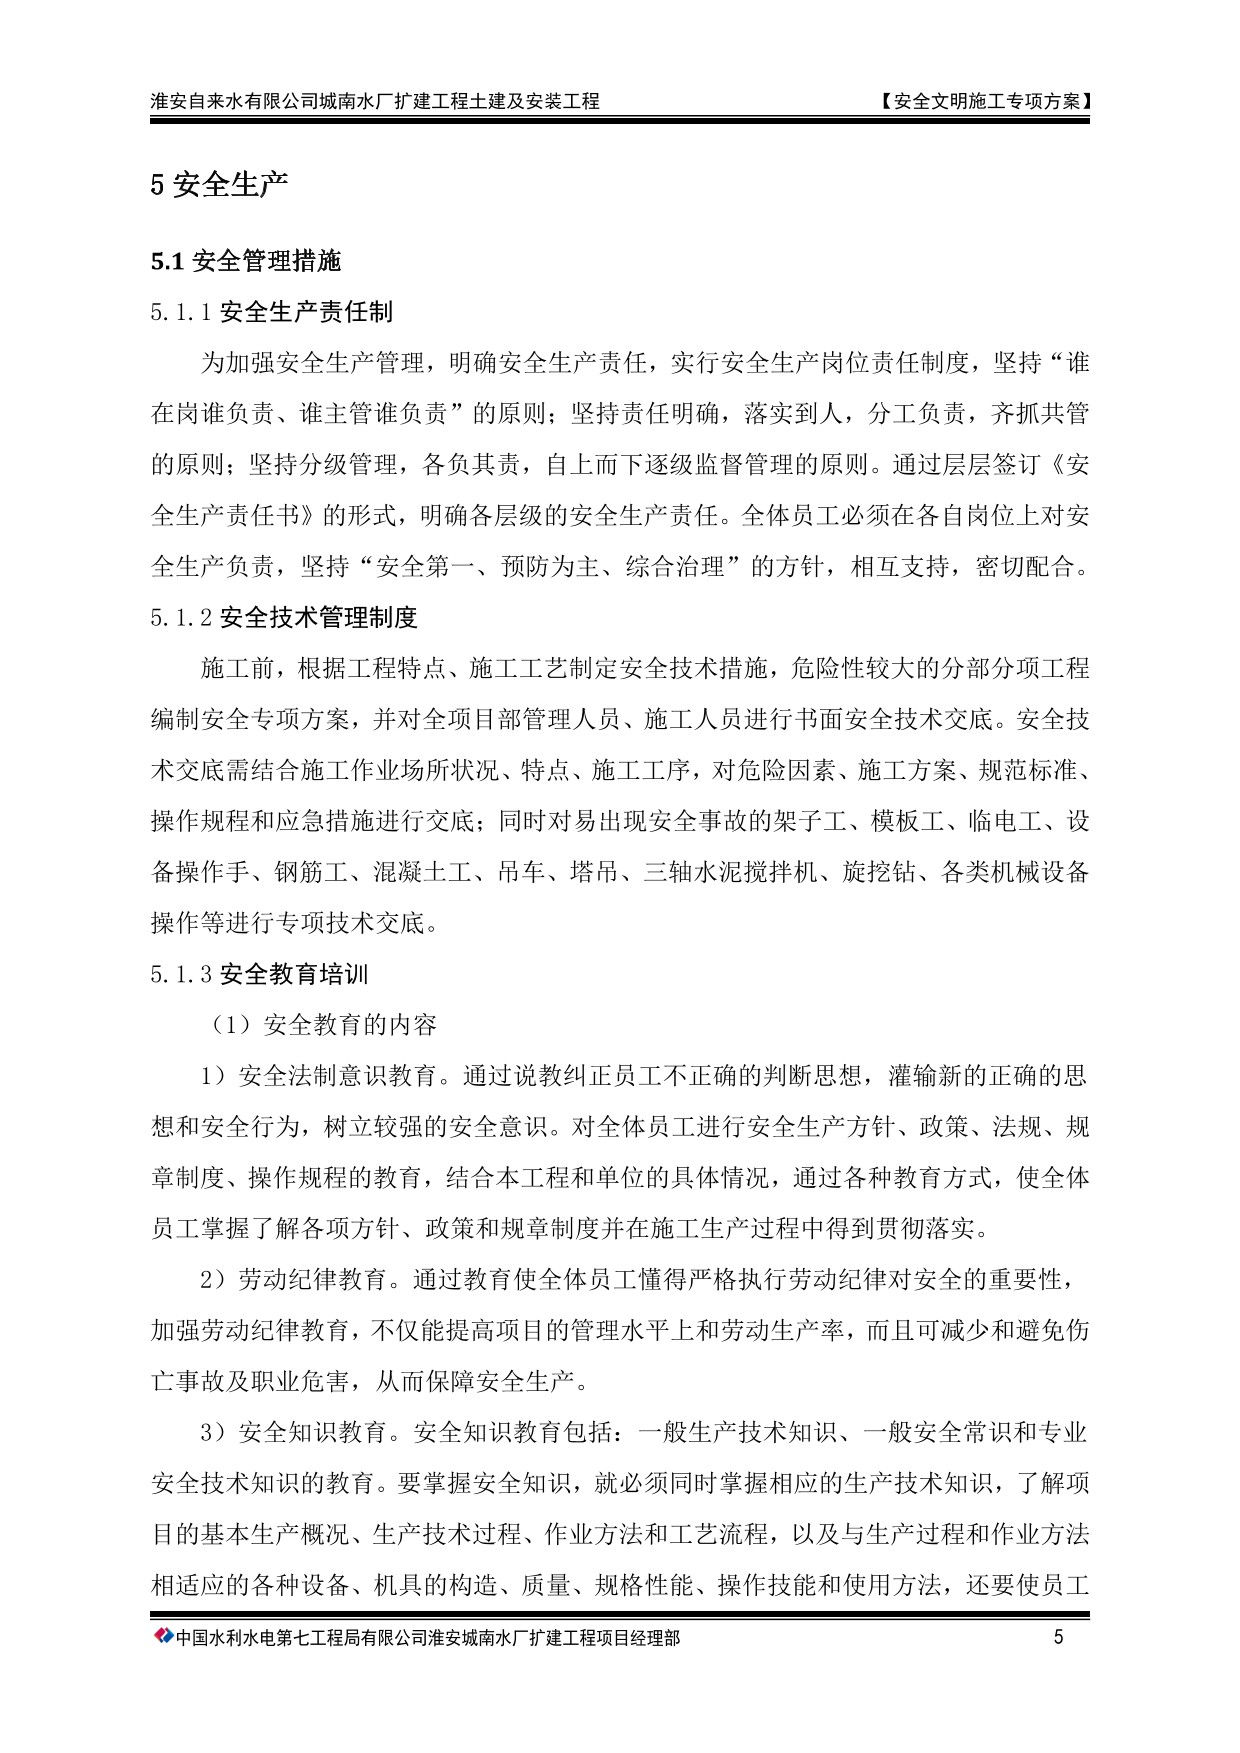 淮安自来水有限公司城南水厂扩建工程土建及安装工程 【安全文明施工专项方案】
5 安全生产
5.1 安全管理措施
5.1.1 安全生产责任制
为加强安全生产管理，明确安全生产责任，实行安全生产岗位责任制度，坚持“谁
在岗谁负责、谁主管谁负责”的原则；坚持责任明确，落实到人，分工负责，齐抓共管
的原则；坚持分级管理，各负其责，自上而下逐级监督管理的原则。通过层层签订《安
全生产责任书》的形式，明确各层级的安全生产责任。全体员工必须在各自岗位上对安
全生产负责，坚持“安全第一、预防为主、综合治理”的方针，相互支持，密切配合。
5.1.2 安全技术管理制度
施工前，根据工程特点、施工工艺制定安全技术措施，危险性较大的分部分项工程
编制安全专项方案，并对全项目部管理人员、施工人员进行书面安全技术交底。安全技
术交底需结合施工作业场所状况、特点、施工工序，对危险因素、施工方案、规范标准、
操作规程和应急措施进行交底；同时对易出现安全事故的架子工、模板工、临电工、设
备操作手、钢筋工、混凝土工、吊车、塔吊、三轴水泥搅拌机、旋挖钻、各类机械设备
操作等进行专项技术交底。
5.1.3 安全教育培训
（1）安全教育的内容
1）安全法制意识教育。通过说教纠正员工不正确的判断思想，灌输新的正确的思
想和安全行为，树立较强的安全意识。对全体员工进行安全生产方针、政策、法规、规
章制度、操作规程的教育，结合本工程和单位的具体情况，通过各种教育方式，使全体
员工掌握了解各项方针、政策和规章制度并在施工生产过程中得到贯彻落实。
2）劳动纪律教育。通过教育使全体员工懂得严格执行劳动纪律对安全的重要性，
加强劳动纪律教育，不仅能提高项目的管理水平上和劳动生产率，而且可减少和避免伤
亡事故及职业危害，从而保障安全生产。
3）安全知识教育。安全知识教育包括：一般生产技术知识、一般安全常识和专业
安全技术知识的教育。要掌握安全知识，就必须同时掌握相应的生产技术知识，了解项
目的基本生产概况、生产技术过程、作业方法和工艺流程，以及与生产过程和作业方法
相适应的各种设备、机具的构造、质量、规格性能、操作技能和使用方法，还要使员工
中国水利水电第七工程局有限公司淮安城南水厂扩建工程项目经理部 5